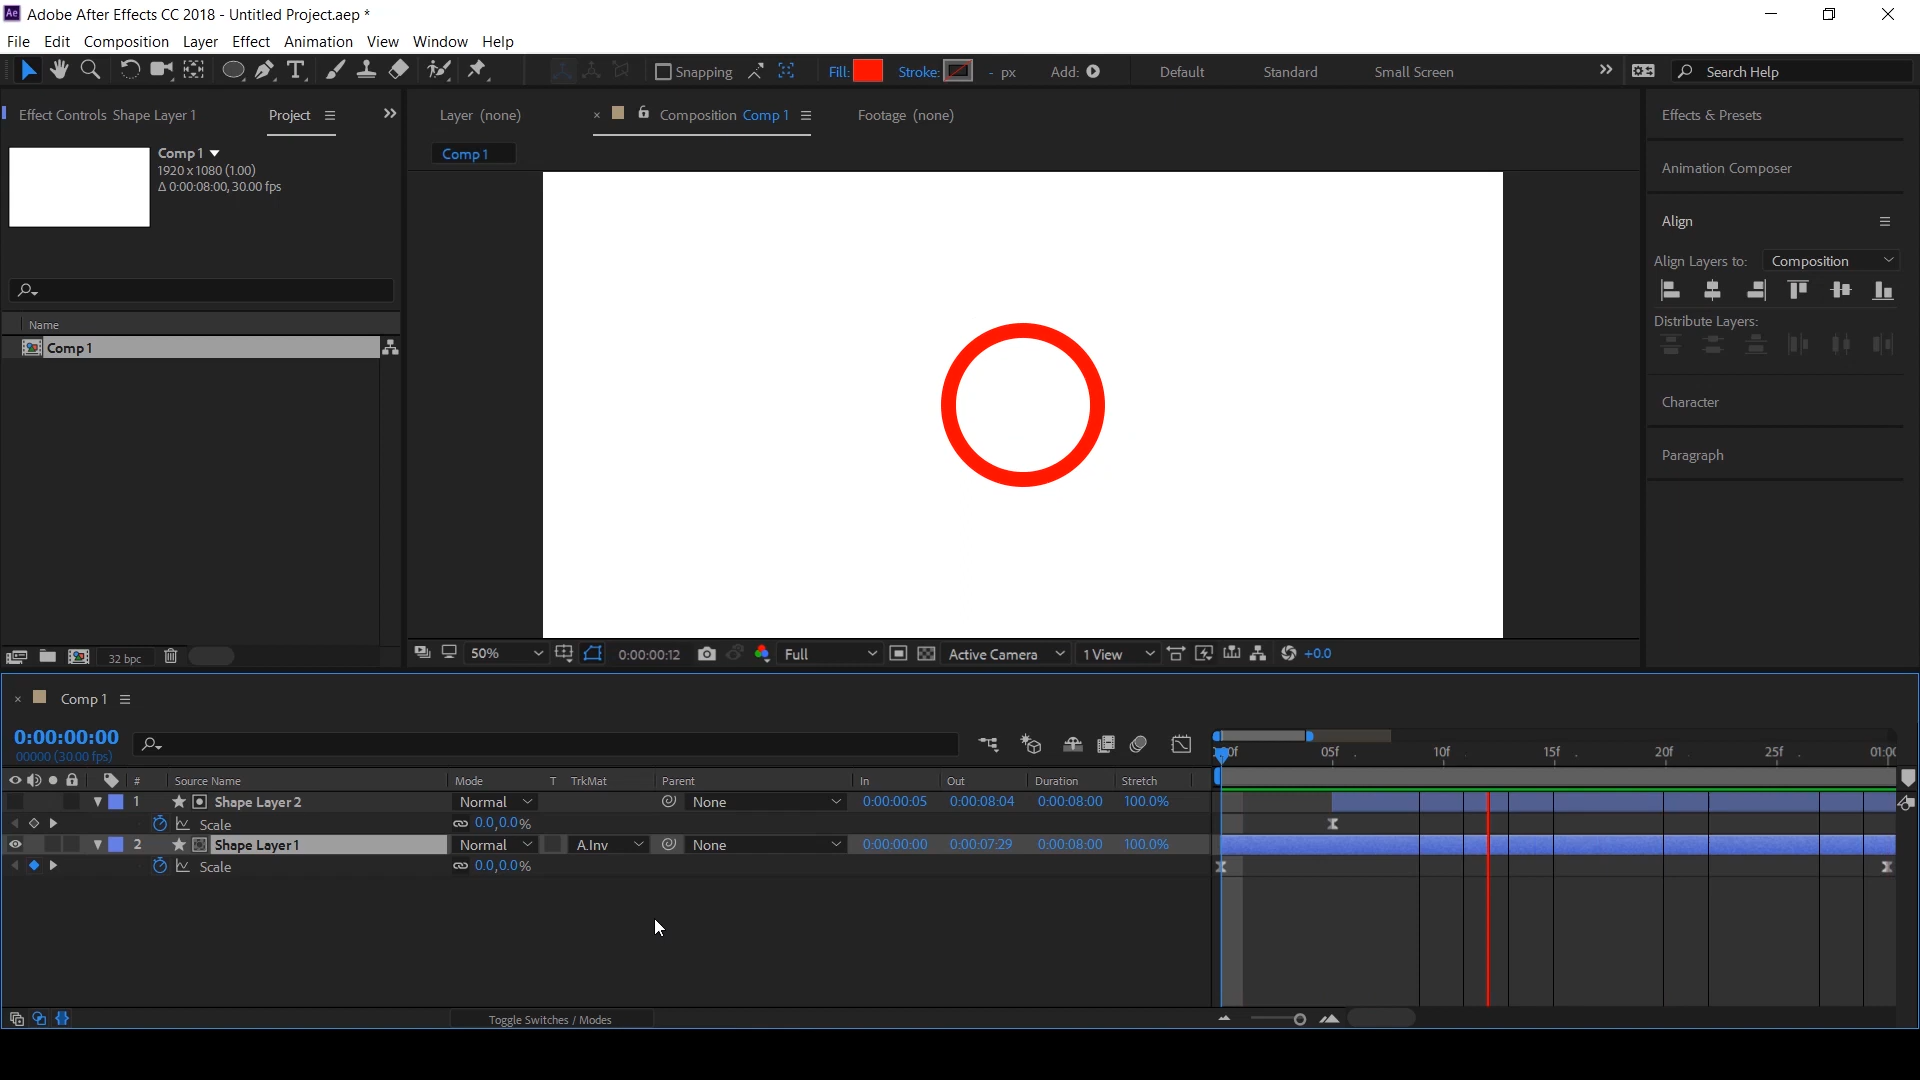 Ae Adobe After Effects CC 2018 - Untitled Project.aep *
File Edit Composition Layer Effect Animation View Window Help
Snapping Fill: Stroke: - px Add: Default Standard Small Screen Search Help
Effect Controls Shape Layer 1 Project
Layer (none) Composition Comp 1 Footage (none)
Comp 1
Comp 1
1920 x 1080 (1.00)
Δ 0:00:08:00, 30.00 fps
Name
Comp 1
Effects & Presets
Animation Composer
Align
Align Layers to: Composition
Distribute Layers:
Character
Paragraph
32 bpc
50% 0:00:00:12 Full Active Camera 1 View +0.0
Comp 1
0:00:00:00
00000 (30.00 fps)
05f 10f 15f 20f 25f
# Source Name Mode T TrkMat Parent In Out Duration Stretch
1 Shape Layer 2 Normal None 0:00:00:05 0:00:08:04 0:00:08:00 100.0%
Scale 0.0,0.0%
2 Shape Layer 1 Normal A.Inv None 0:00:00:00 0:00:07:29 0:00:08:00 100.0%
Scale 0.0,0.0%
Toggle Switches / Modes